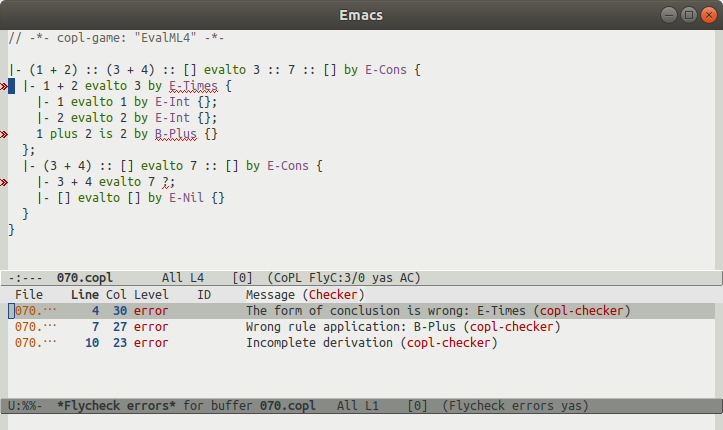 Emacs
// -*- copl-game: "EvalML4" -*-
|- (1 + 2) :: (3 + 4) :: [] evalto 3 :: 7 :: [] by E-Cons {
|- 1 + 2 evalto 3 by E-Times {
|- 1 evalto 1 by E-Int {};
|- 2 evalto 2 by E-Int {};
1 plus 2 is 2 by B-Plus {}
};
|- (3 + 4) :: [] evalto 7 :: [] by E-Cons {
|- 3 + 4 evalto 7 ?;
|- [] evalto [] by E-Nil {}
}
}
-:--- 070.copl All L4 [0] (CoPL FlyC:3/0 yas AC)
File Line Col Level ID Message (Checker)
070.… 4 30 error The form of conclusion is wrong: E-Times (copl-checker)
070.… 7 27 error Wrong rule application: B-Plus (copl-checker)
070.… 10 23 error Incomplete derivation (copl-checker)
U:%%- *Flycheck errors* for buffer 070.copl All L1 [0] (Flycheck errors yas)